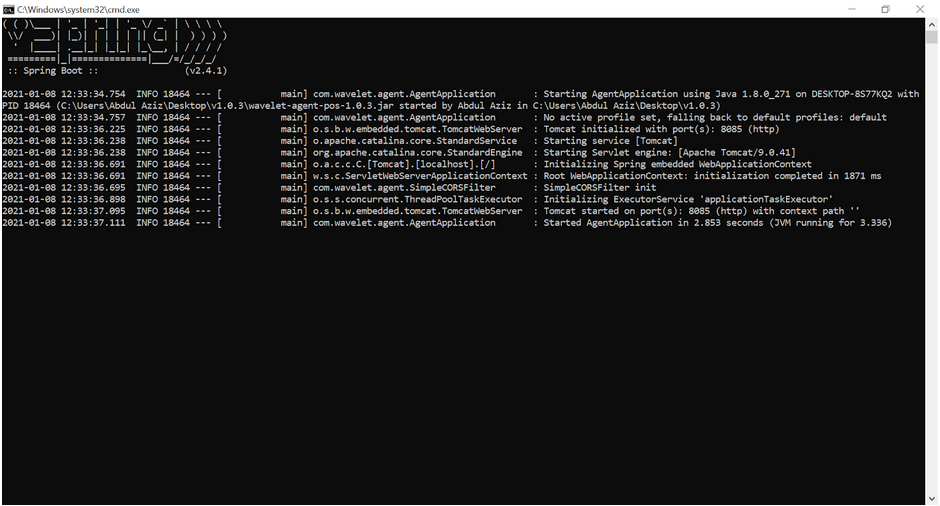 C:\Windows\system32\cmd.exe
( ( )\___ | '_ | '_| | '_ \/ _` | \ \ \ \
 \\/  ___)| |_)| | | | | || (_| |  ) ) ) )
  '  |____| .__|_| |_|_| |_\__, | / / / /
 =========|_|==============|___/=/_/_/_/
 :: Spring Boot ::                (v2.4.1)
2021-01-08 12:33:34.754  INFO 18464 --- [           main] com.wavelet.agent.AgentApplication       : Starting AgentApplication using Java 1.8.0_271 on DESKTOP-8S77KQ2 with
PID 18464 (C:\Users\Abdul Aziz\Desktop\v1.0.3\wavelet-agent-pos-1.0.3.jar started by Abdul Aziz in C:\Users\Abdul Aziz\Desktop\v1.0.3)
2021-01-08 12:33:34.757  INFO 18464 --- [           main] com.wavelet.agent.AgentApplication       : No active profile set, falling back to default profiles: default
2021-01-08 12:33:36.225  INFO 18464 --- [           main] o.s.b.w.embedded.tomcat.TomcatWebServer  : Tomcat initialized with port(s): 8085 (http)
2021-01-08 12:33:36.238  INFO 18464 --- [           main] o.apache.catalina.core.StandardService   : Starting service [Tomcat]
2021-01-08 12:33:36.238  INFO 18464 --- [           main] org.apache.catalina.core.StandardEngine  : Starting Servlet engine: [Apache Tomcat/9.0.41]
2021-01-08 12:33:36.691  INFO 18464 --- [           main] o.a.c.c.C.[Tomcat].[localhost].[/]       : Initializing Spring embedded WebApplicationContext
2021-01-08 12:33:36.691  INFO 18464 --- [           main] w.s.c.ServletWebServerApplicationContext : Root WebApplicationContext: initialization completed in 1871 ms
2021-01-08 12:33:36.695  INFO 18464 --- [           main] com.wavelet.agent.SimpleCORSFilter       : SimpleCORSFilter init
2021-01-08 12:33:36.898  INFO 18464 --- [           main] o.s.s.concurrent.ThreadPoolTaskExecutor  : Initializing ExecutorService 'applicationTaskExecutor'
2021-01-08 12:33:37.095  INFO 18464 --- [           main] o.s.b.w.embedded.tomcat.TomcatWebServer  : Tomcat started on port(s): 8085 (http) with context path ''
2021-01-08 12:33:37.111  INFO 18464 --- [           main] com.wavelet.agent.AgentApplication       : Started AgentApplication in 2.853 seconds (JVM running for 3.336)